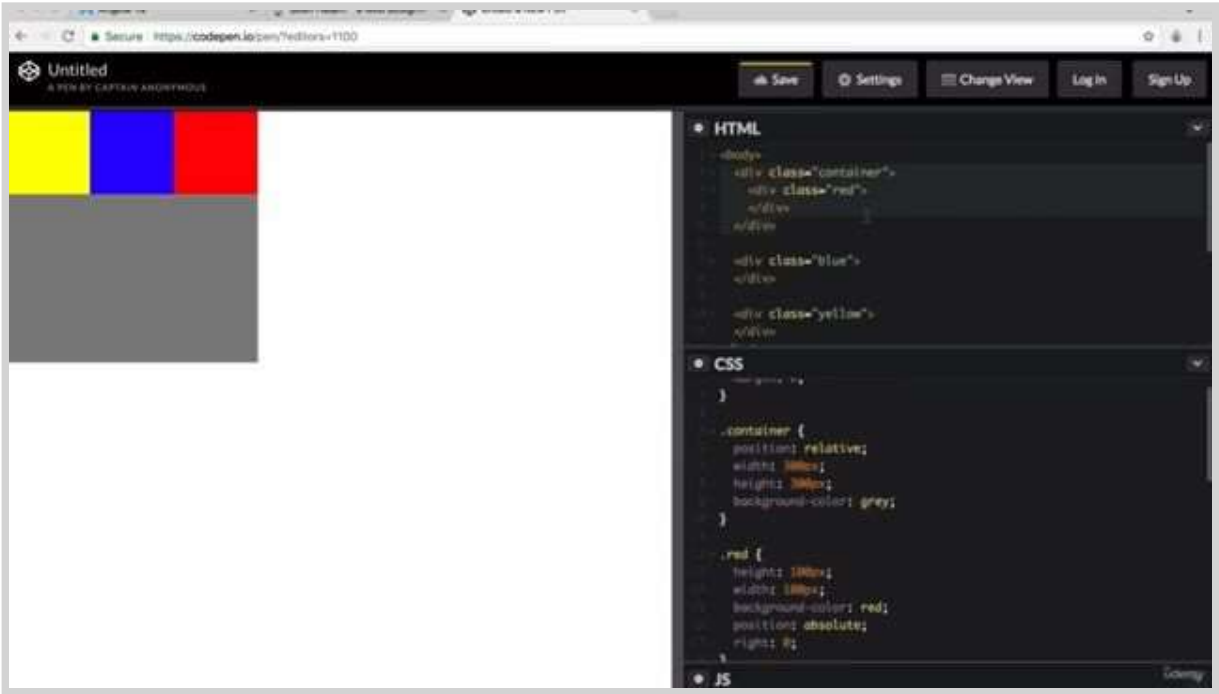 Secure https://codepen.io/pen/?editors=1100
Untitled
A PEN BY CAPTAIN ANONYMOUS
Save
Settings
Change View
Log In
Sign Up
HTML
<body>
<div class="container">
<div class="red">
</div>
</div>
<div class="blue">
</div>
<div class="yellow">
</div>
CSS
}
.container {
position: relative;
width: 300px;
height: 300px;
background-color: grey;
}
.red {
height: 100px;
width: 100px;
background-color: red;
position: absolute;
right: 0;
}
JS
Udemy